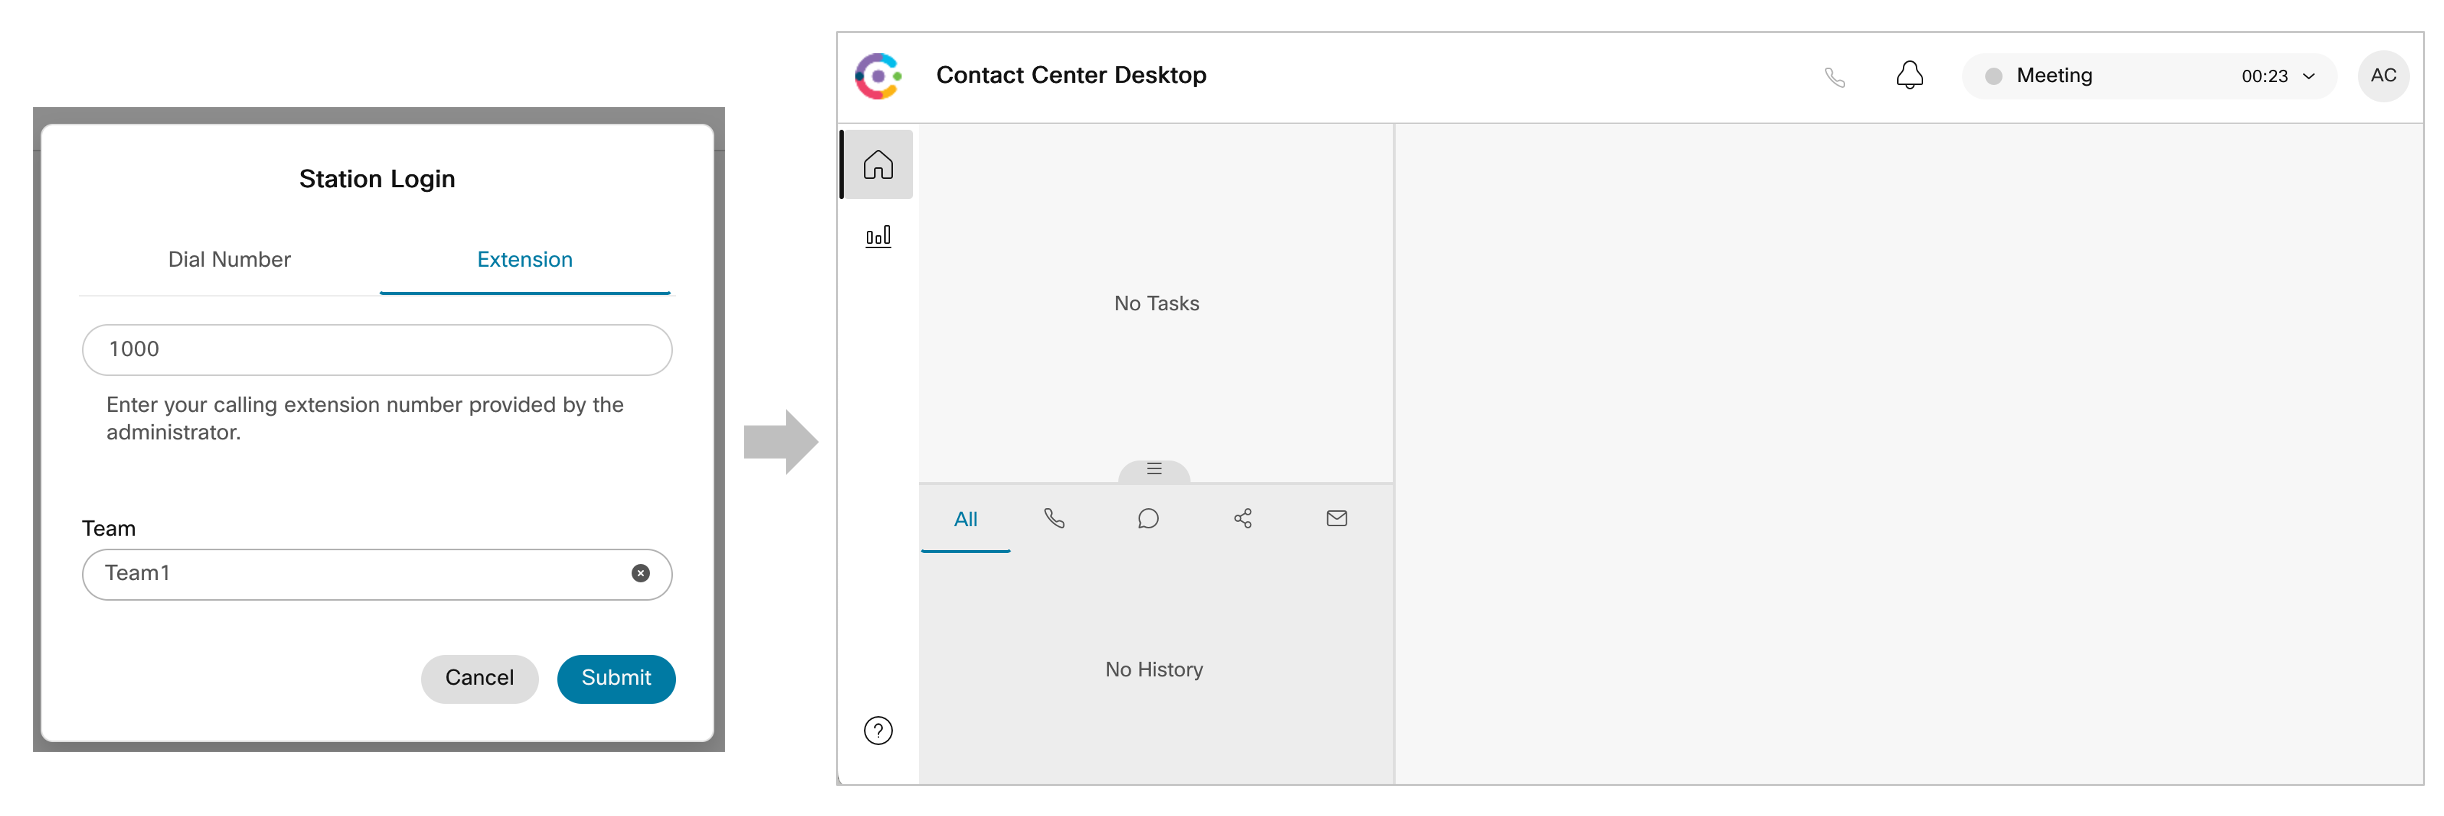 Station Login
Dial Number
Extension
1000
Enter your calling extension number provided by the
administrator.
Team
Team1
Cancel
Submit
Contact Center Desktop
Meeting
00:23
AC
No Tasks
All
No History
?